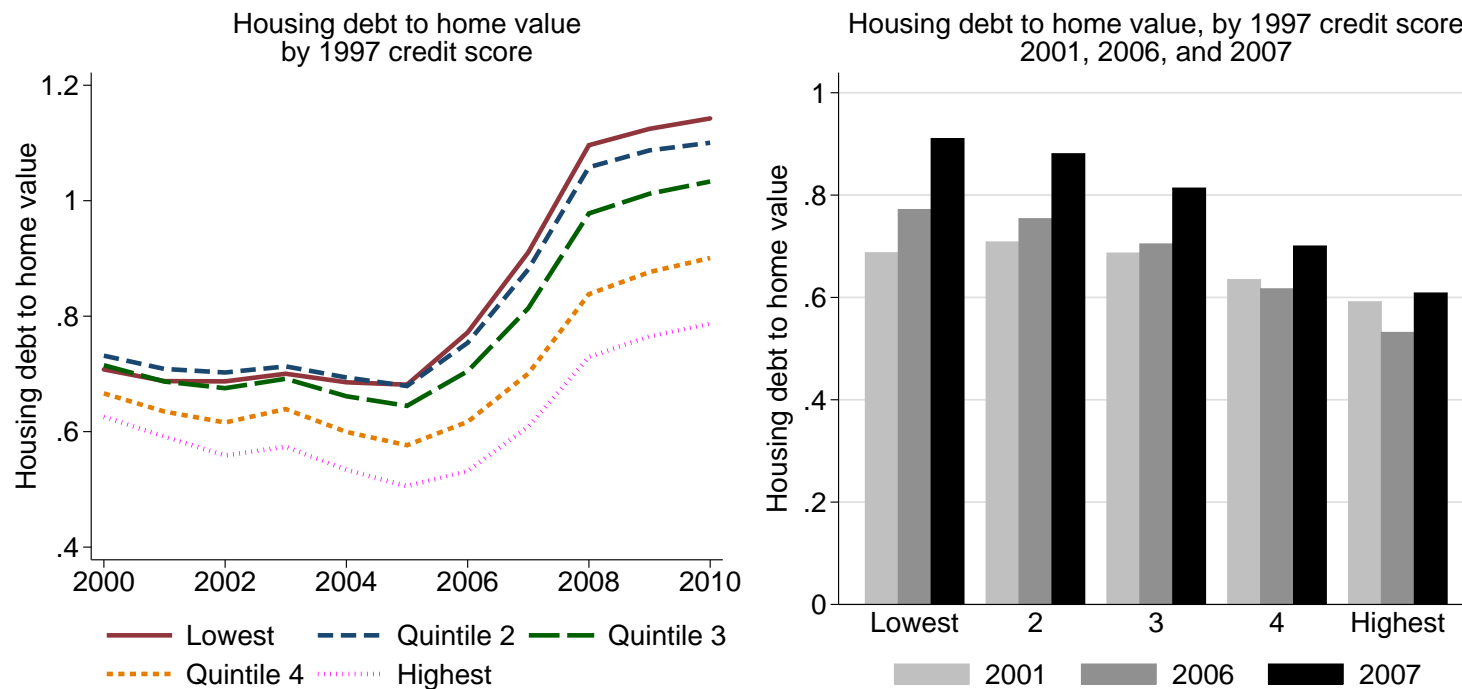 Housing debt to home value
by 1997 credit score
Housing debt to home value
1.2
1
.8
.6
.4
2000 2002 2004 2006 2008 2010
Lowest Quintile 2 Quintile 3
Quintile 4 Highest
Housing debt to home value, by 1997 credit score
2001, 2006, and 2007
Housing debt to home value
1
.8
.6
.4
.2
0
Lowest 2 3 4 Highest
2001 2006 2007